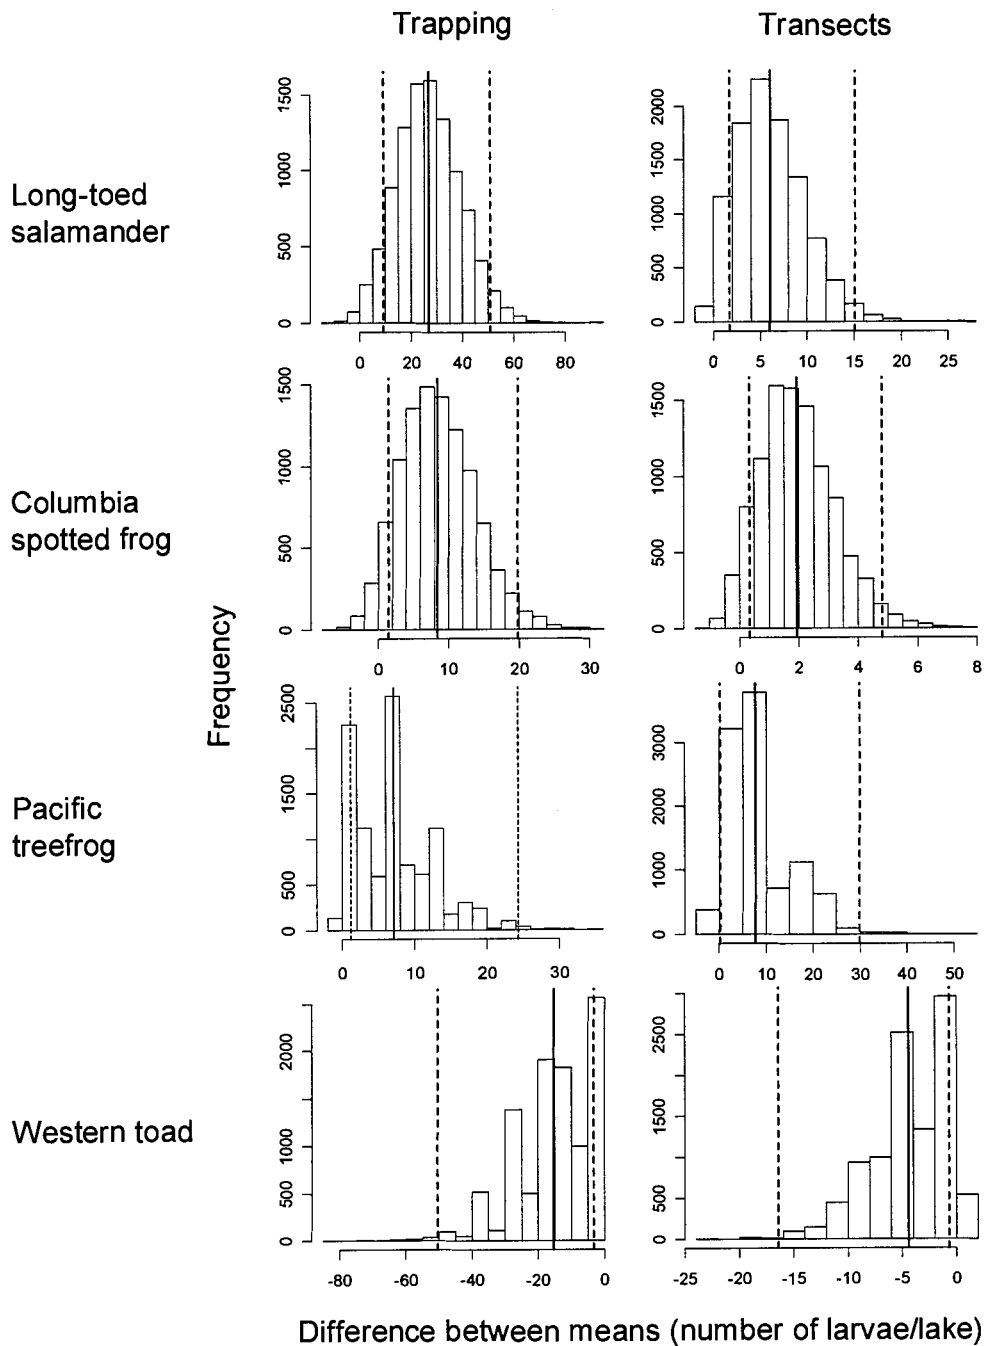 Trapping
Transects
Long-toed
salamander
0 500 1000 1500
0 20 40 60 80
0 500 1000 1500 2000
0 5 10 15 20 25
Columbia
spotted frog
0 500 1000 1500
0 10 20 30
0 500 1000 1500
0 2 4 6 8
Frequency
Pacific
treefrog
0 500 1500 2500
0 10 20 30
0 1000 2000 3000
0 10 20 30 40 50
Western toad
0 500 1000 2000
-80 -60 -40 -20 0
0 500 1500 2500
-25 -20 -15 -10 -5 0
Difference between means (number of larvae/lake)